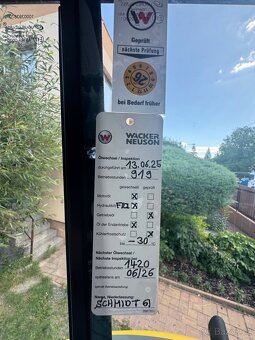 Geprüft
nächste Prüfung
26
bei Bedarf früher
WACKER
NEUSON
Ölwechsel / Inspektion
durchgeführt am 13.06.25
Betriebsstunden 919
gewechselt geprüft
Motoröl X
Hydrauliköl X
Getriebeöl X
Öl der Endantriebe X
Kühlerfrostschutz X
bis -30 °C
Nächster Ölwechsel /
Nächste Inspektion bei
Betriebsstunden 1420
spätestens am 06/26
Name, Niederlassung:
SCHMIDT